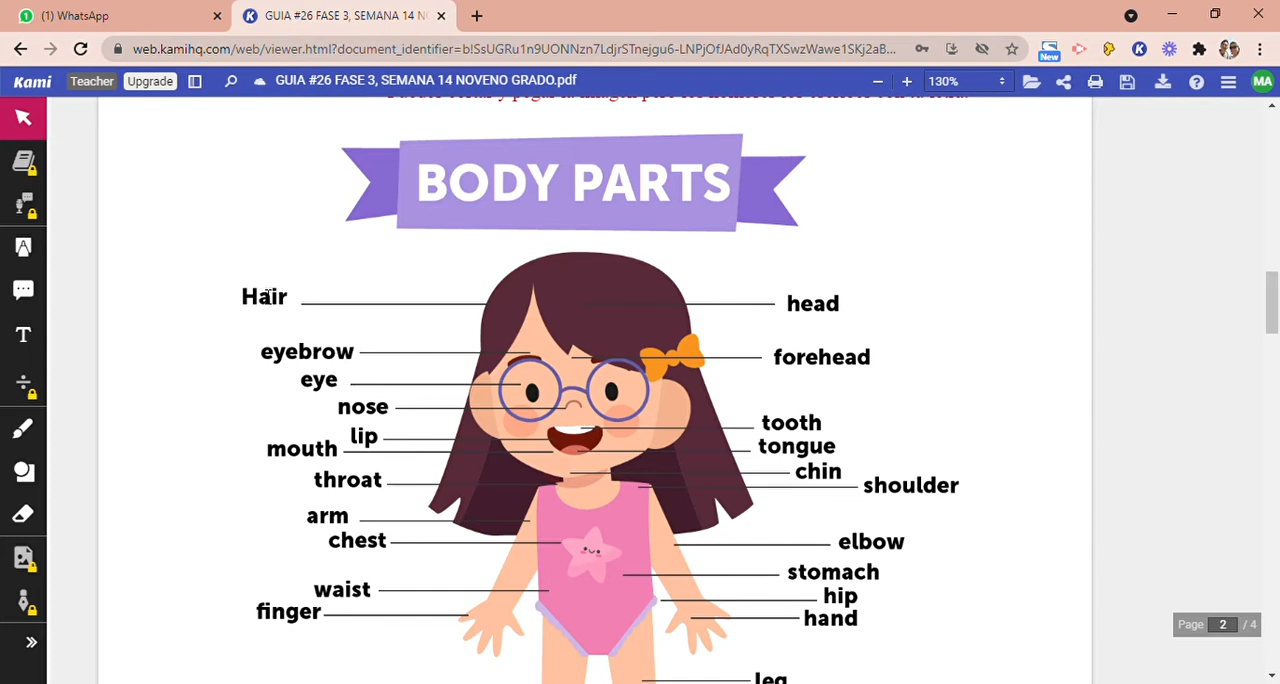 (1) WhatsApp
GUIA #26 FASE 3, SEMANA 14 NO
web.kamihq.com/web/viewer.html?document_identifier=
New
Kami Teacher Upgrade GUIA #26 FASE 3, SEMANA 14 NOVENO GRADO.pdf 130% MA
BODY PARTS
Hair
head
eyebrow
forehead
eye
nose
tooth
lip
tongue
mouth
chin
throat
shoulder
arm
chest
elbow
stomach
waist
hip
finger
hand
leg
Page 2 / 4